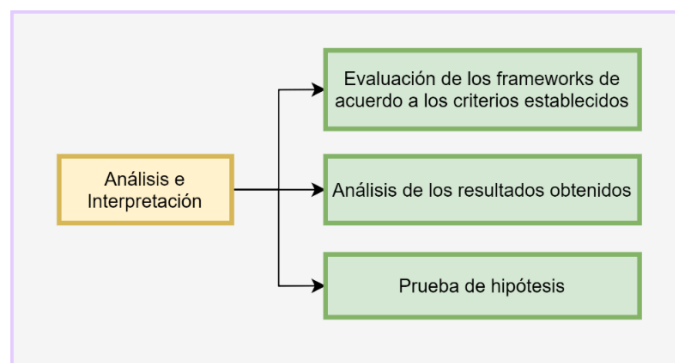 Evaluación de los frameworks de
acuerdo a los criterios establecidos
Análisis e
Interpretación
Análisis de los resultados obtenidos
Prueba de hipótesis